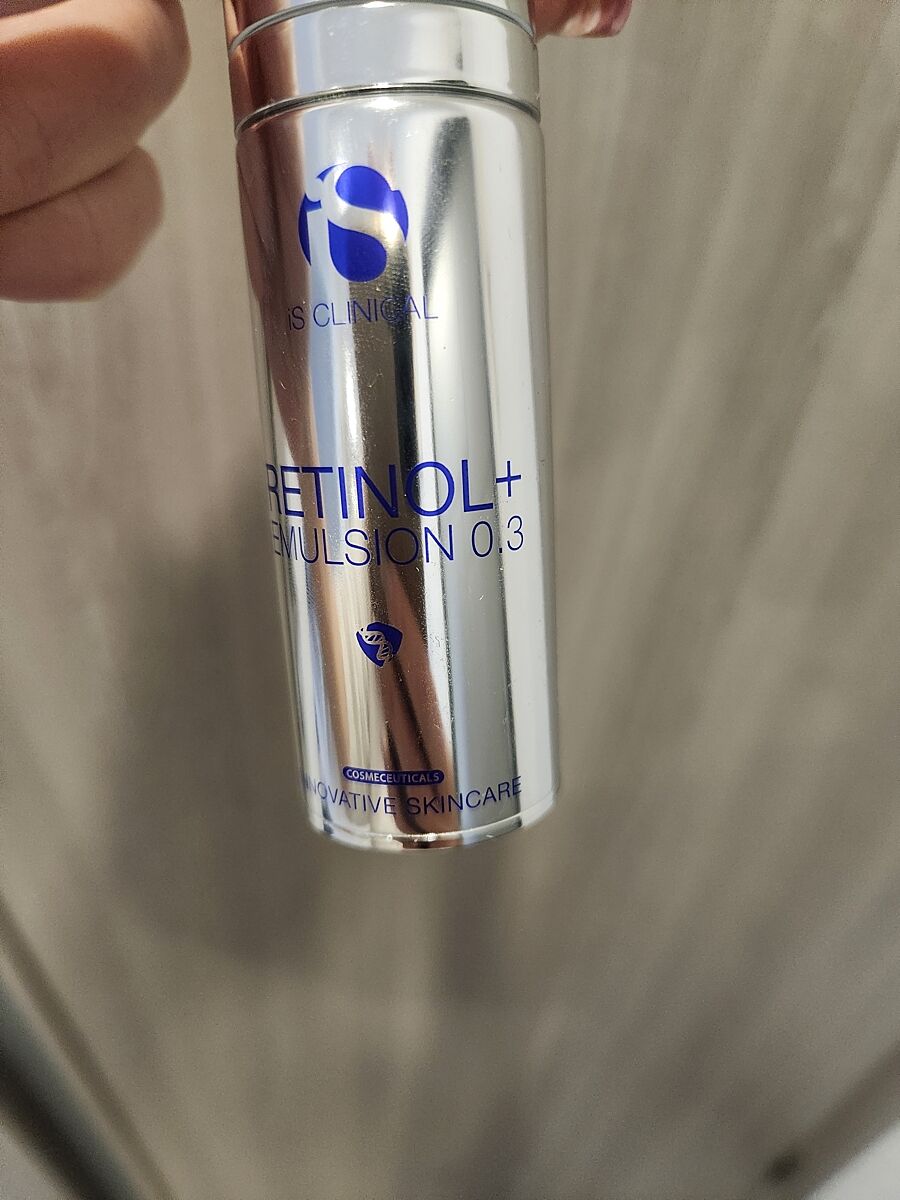 iS
iS CLINICAL
RETINOL+
EMULSION 0.3
COSMECEUTICALS
INNOVATIVE SKINCARE